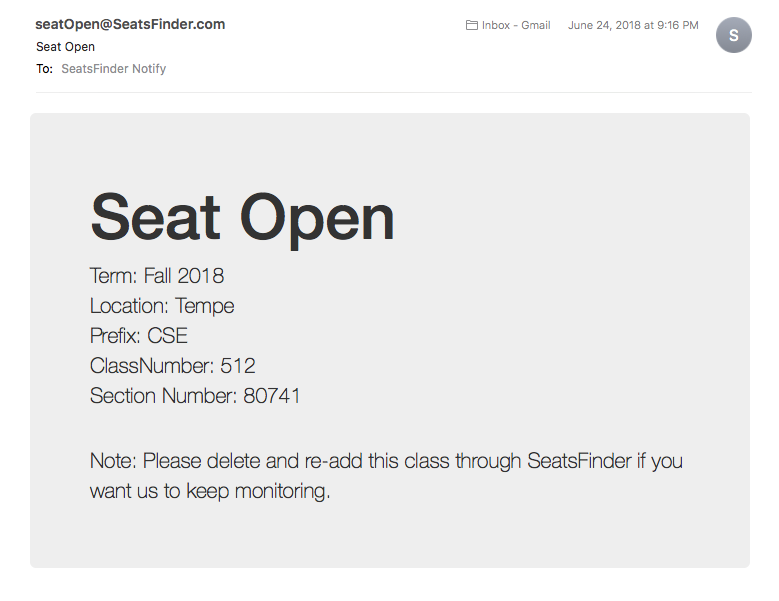 seatOpen@SeatsFinder.com
Inbox - Gmail
June 24, 2018 at 9:16 PM
S
Seat Open
To: SeatsFinder Notify
Seat Open
Term: Fall 2018
Location: Tempe
Prefix: CSE
ClassNumber: 512
Section Number: 80741
Note: Please delete and re-add this class through SeatsFinder if you
want us to keep monitoring.